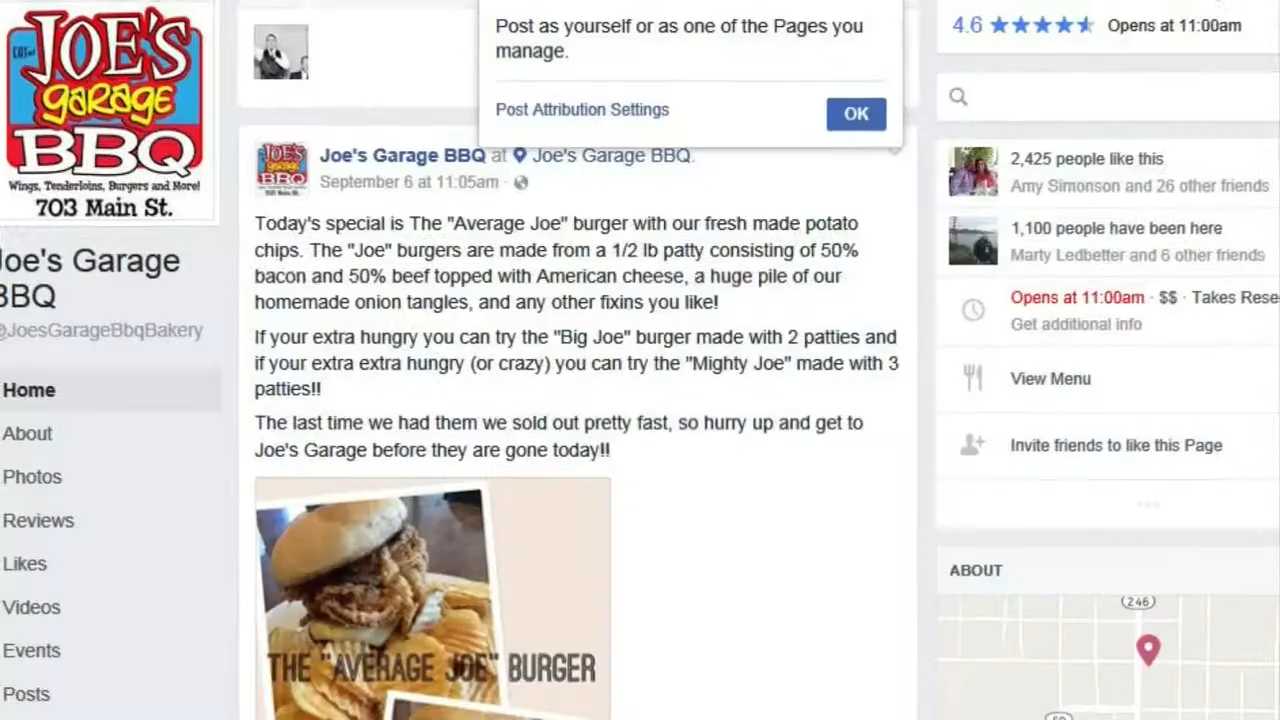 JOE'S
garage
BBQ
Wings, Tenderloins, Burgers and More!
703 Main St.
Joe's Garage
BBQ
@JoesGarageBbqBakery
Home
About
Photos
Reviews
Likes
Videos
Events
Posts
Post as yourself or as one of the Pages you
manage.
Post Attribution Settings
OK
JOE'S
garage
BBQ
Joe's Garage BBQ at Joe's Garage BBQ.
September 6 at 11:05am ·
Today's special is The "Average Joe" burger with our fresh made potato
chips. The "Joe" burgers are made from a 1/2 lb patty consisting of 50%
bacon and 50% beef topped with American cheese, a huge pile of our
homemade onion tangles, and any other fixins you like!
If your extra hungry you can try the "Big Joe" burger made with 2 patties and
if your extra extra hungry (or crazy) you can try the "Mighty Joe" made with 3
patties!!
The last time we had them we sold out pretty fast, so hurry up and get to
Joe's Garage before they are gone today!!
THE "AVERAGE JOE" BURGER
4.6 Opens at 11:00am
2,425 people like this
Amy Simonson and 26 other friends
1,100 people have been here
Marty Ledbetter and 6 other friends
Opens at 11:00am · $$ · Takes Rese
Get additional info
View Menu
Invite friends to like this Page
ABOUT
246